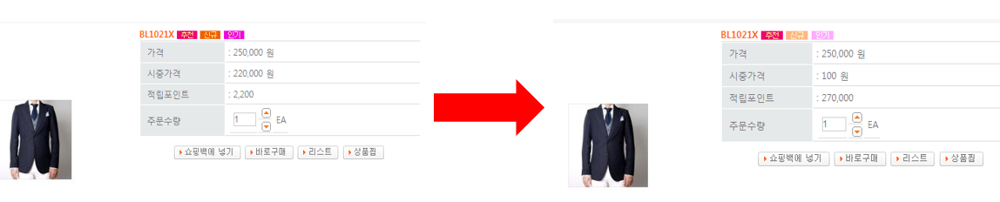 BL1021X 추천 신규 인기
가격 : 250,000 원
시중가격 : 220,000 원
적립포인트 : 2,200
주문수량 1 EA
쇼핑백에 넣기 바로구매 리스트 상품찜
BL1021X 추천 신규 인기
가격 : 250,000 원
시중가격 : 100 원
적립포인트 : 270,000
주문수량 1 EA
쇼핑백에 넣기 바로구매 리스트 상품찜